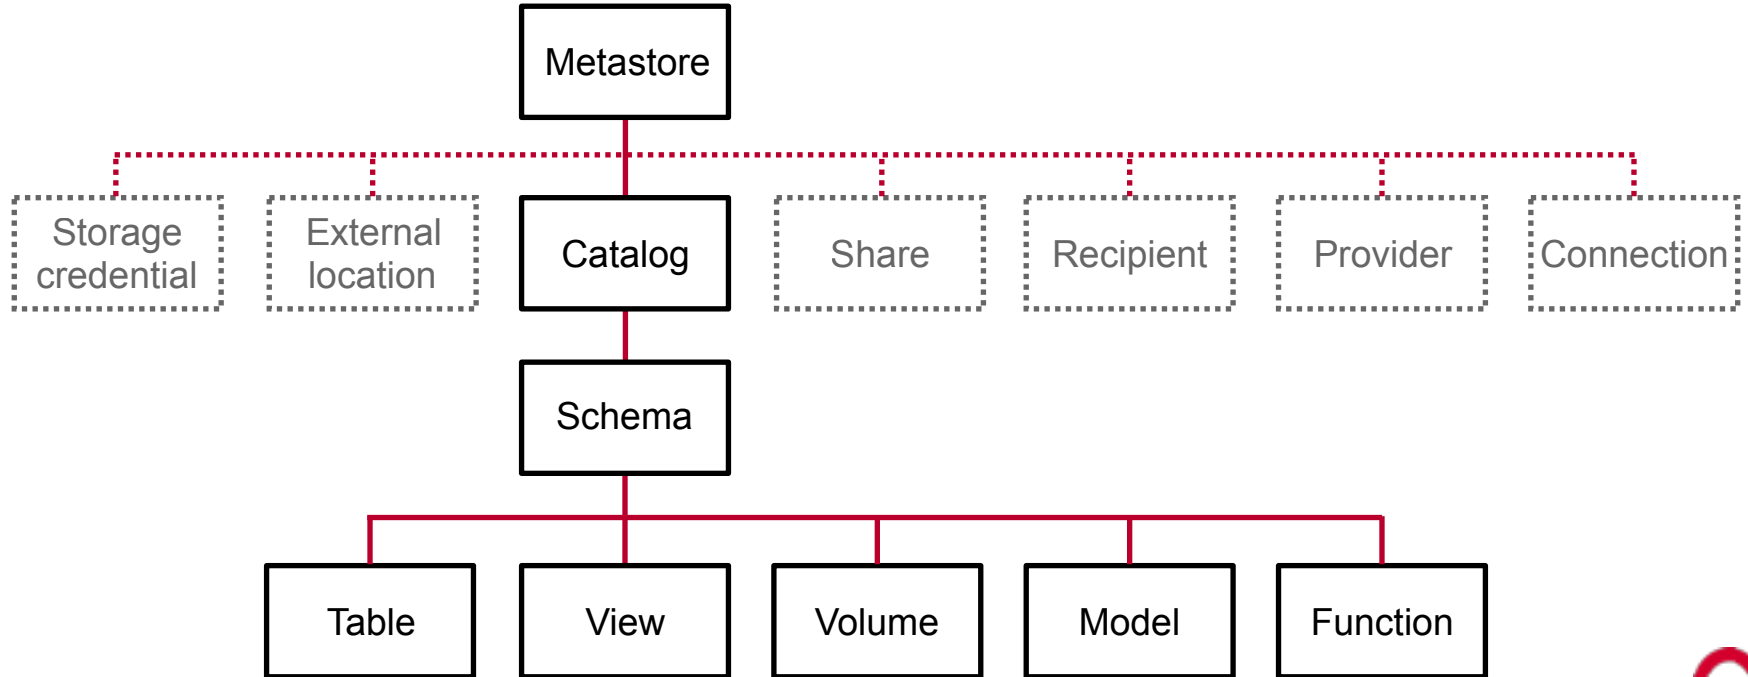 Metastore
Storage
credential
External
location
Catalog
Share
Recipient
Provider
Connection
Schema
Table
View
Volume
Model
Function